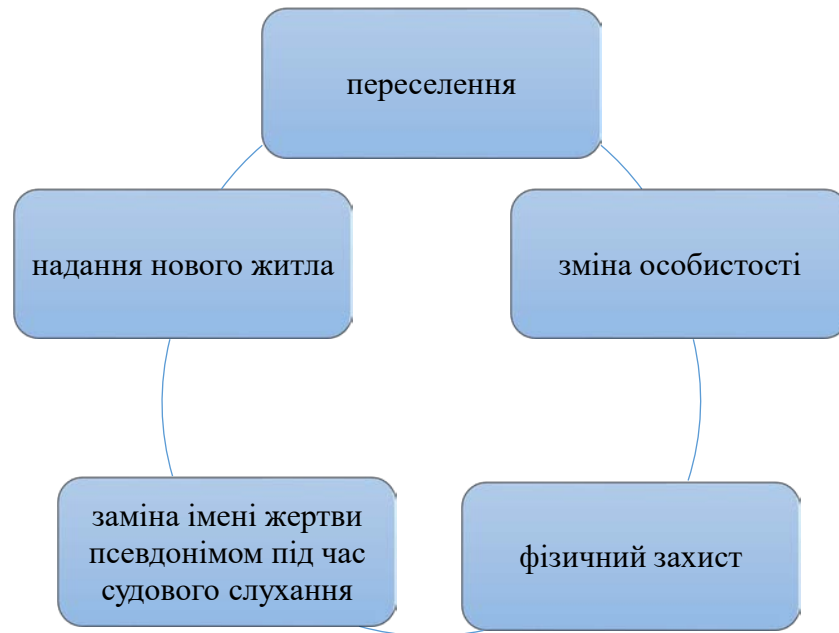 переселення
надання нового житла
зміна особистості
заміна імені жертви
псевдонімом під час
судового слухання
фізичний захист